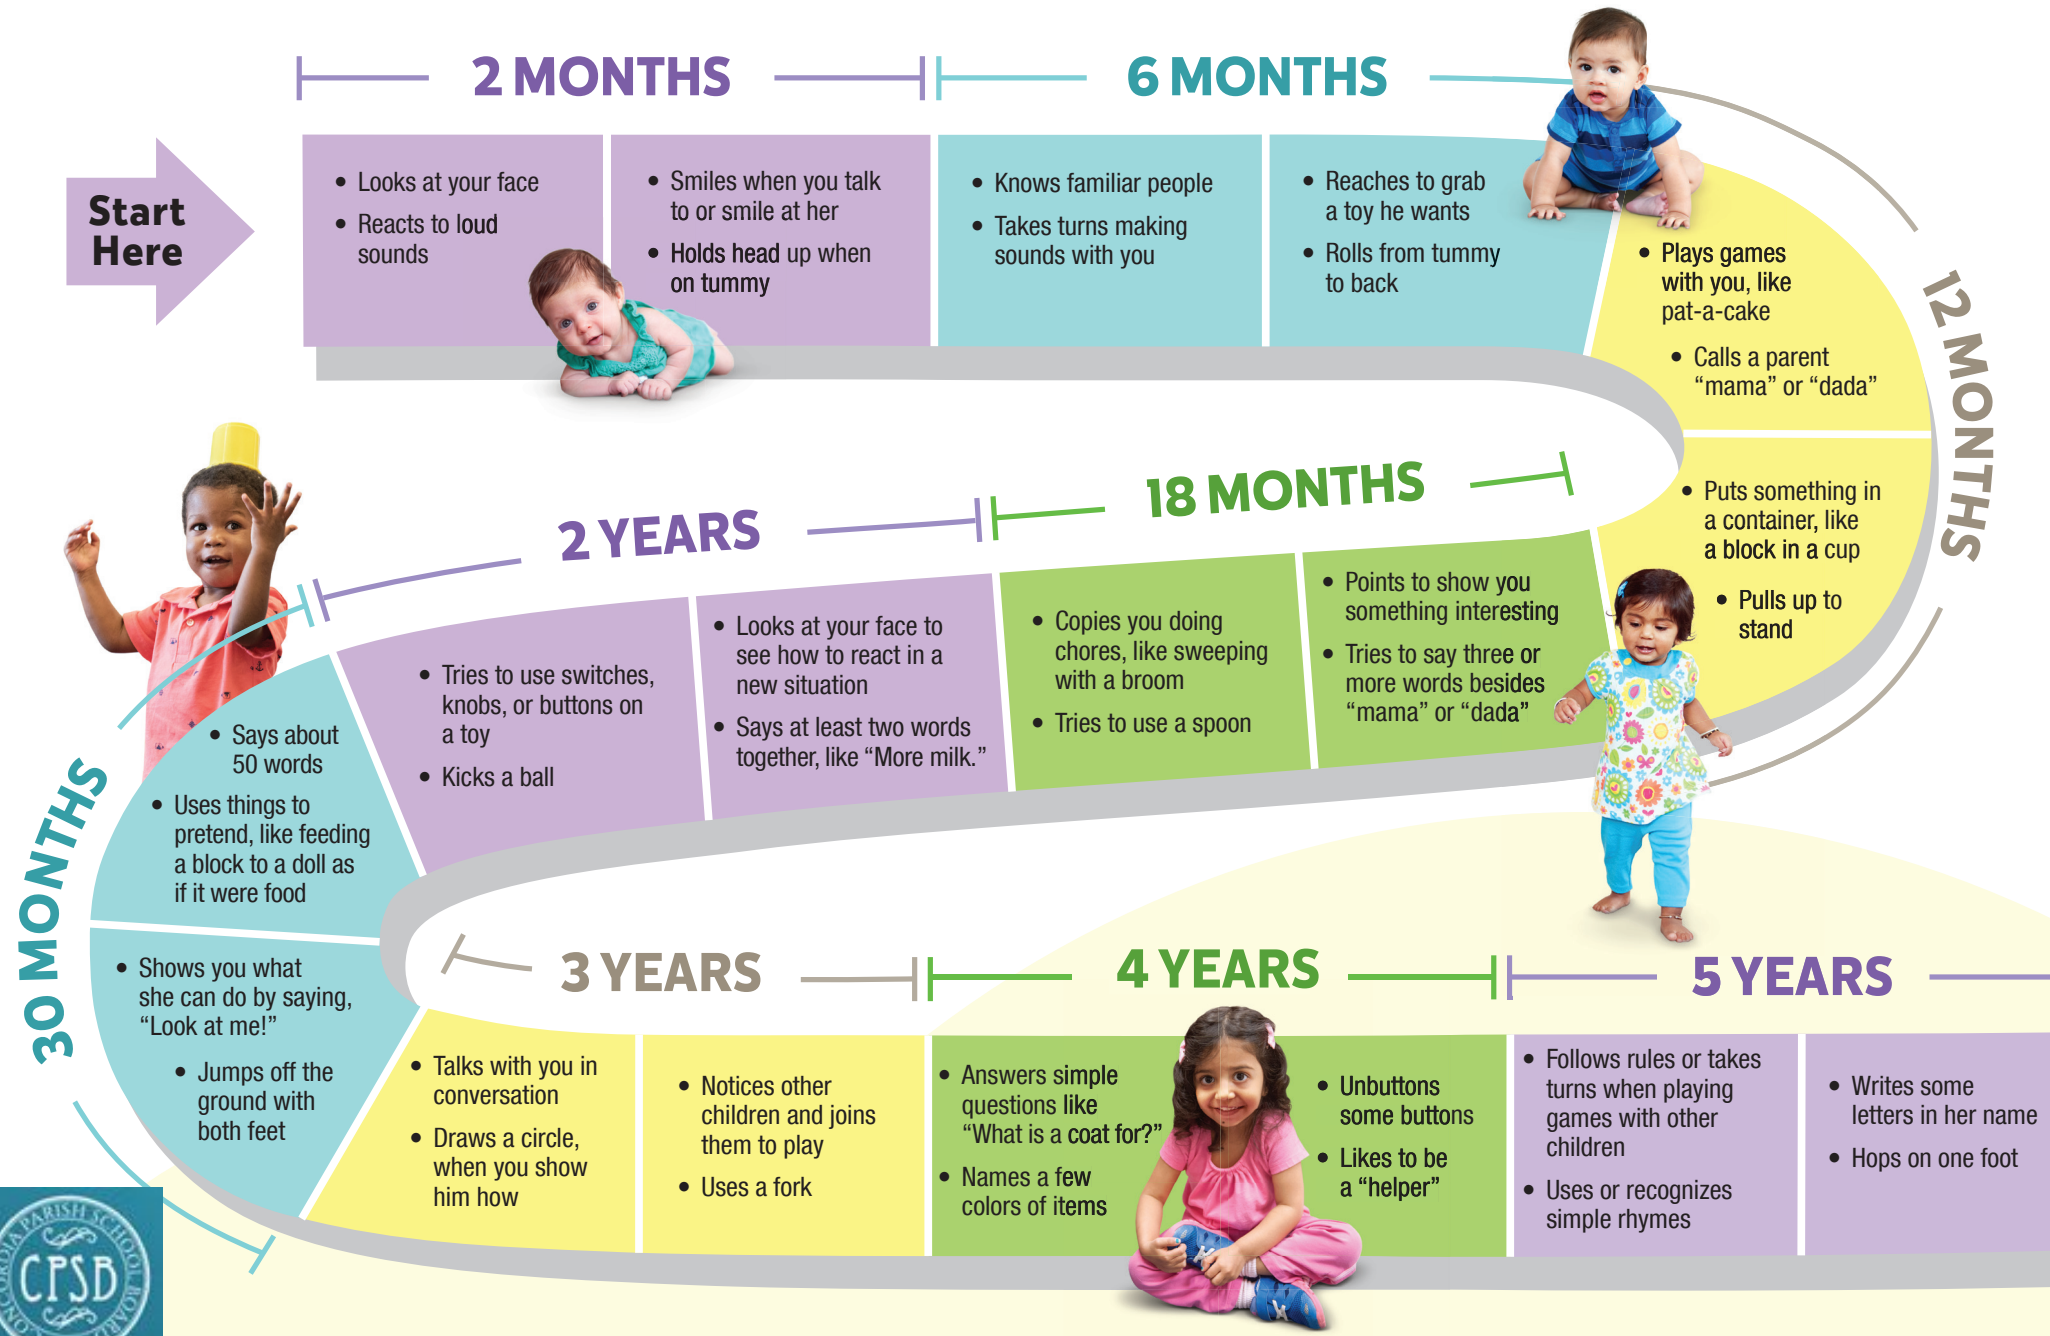 2 MONTHS
6 MONTHS
Start
Here
• Looks at your face
• Reacts to loud
sounds
• Smiles when you talk
to or smile at her
• Holds head up when
on tummy
• Knows familiar people
• Takes turns making
sounds with you
• Reaches to grab
a toy he wants
• Rolls from tummy
to back
12 MONTHS
• Plays games
with you, like
pat-a-cake
• Calls a parent
“mama” or “dada”
• Puts something in
a container, like
a block in a cup
• Pulls up to
stand
18 MONTHS
• Points to show you
something interesting
• Tries to say three or
more words besides
“mama” or “dada”
• Copies you doing
chores, like sweeping
with a broom
• Tries to use a spoon
2 YEARS
• Looks at your face to
see how to react in a
new situation
• Says at least two words
together, like “More milk.”
• Tries to use switches,
knobs, or buttons on
a toy
• Kicks a ball
30 MONTHS
• Says about
50 words
• Uses things to
pretend, like feeding
a block to a doll as
if it were food
• Shows you what
she can do by saying,
“Look at me!”
• Jumps off the
ground with
both feet
3 YEARS
• Talks with you in
conversation
• Draws a circle,
when you show
him how
• Notices other
children and joins
them to play
• Uses a fork
4 YEARS
• Answers simple
questions like
“What is a coat for?”
• Names a few
colors of items
• Unbuttons
some buttons
• Likes to be
a “helper”
5 YEARS
• Follows rules or takes
turns when playing
games with other
children
• Uses or recognizes
simple rhymes
• Writes some
letters in her name
• Hops on one foot
PARISH SCHOOL
CPSB